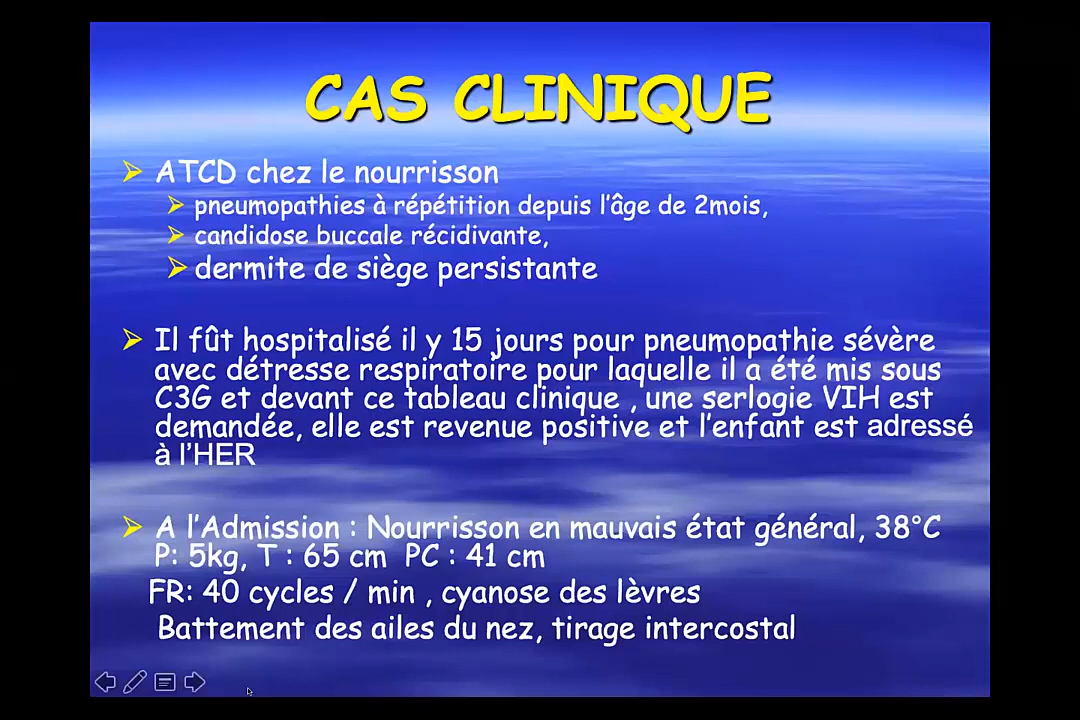 CAS CLINIQUE
ATCD chez le nourrisson
pneumopathies à répétition depuis l'âge de 2mois,
candidose buccale récidivante,
dermite de siège persistante
Il fût hospitalisé il y 15 jours pour pneumopathie sévère
avec détresse respiratoire pour laquelle il a été mis sous
C3G et devant ce tableau clinique , une serlogie VIH est
demandée, elle est revenue positive et l'enfant est adressé
à l'HER
A l'Admission : Nourrisson en mauvais état général, 38°C
P: 5kg, T : 65 cm PC : 41 cm
FR: 40 cycles / min , cyanose des lèvres
Battement des ailes du nez, tirage intercostal